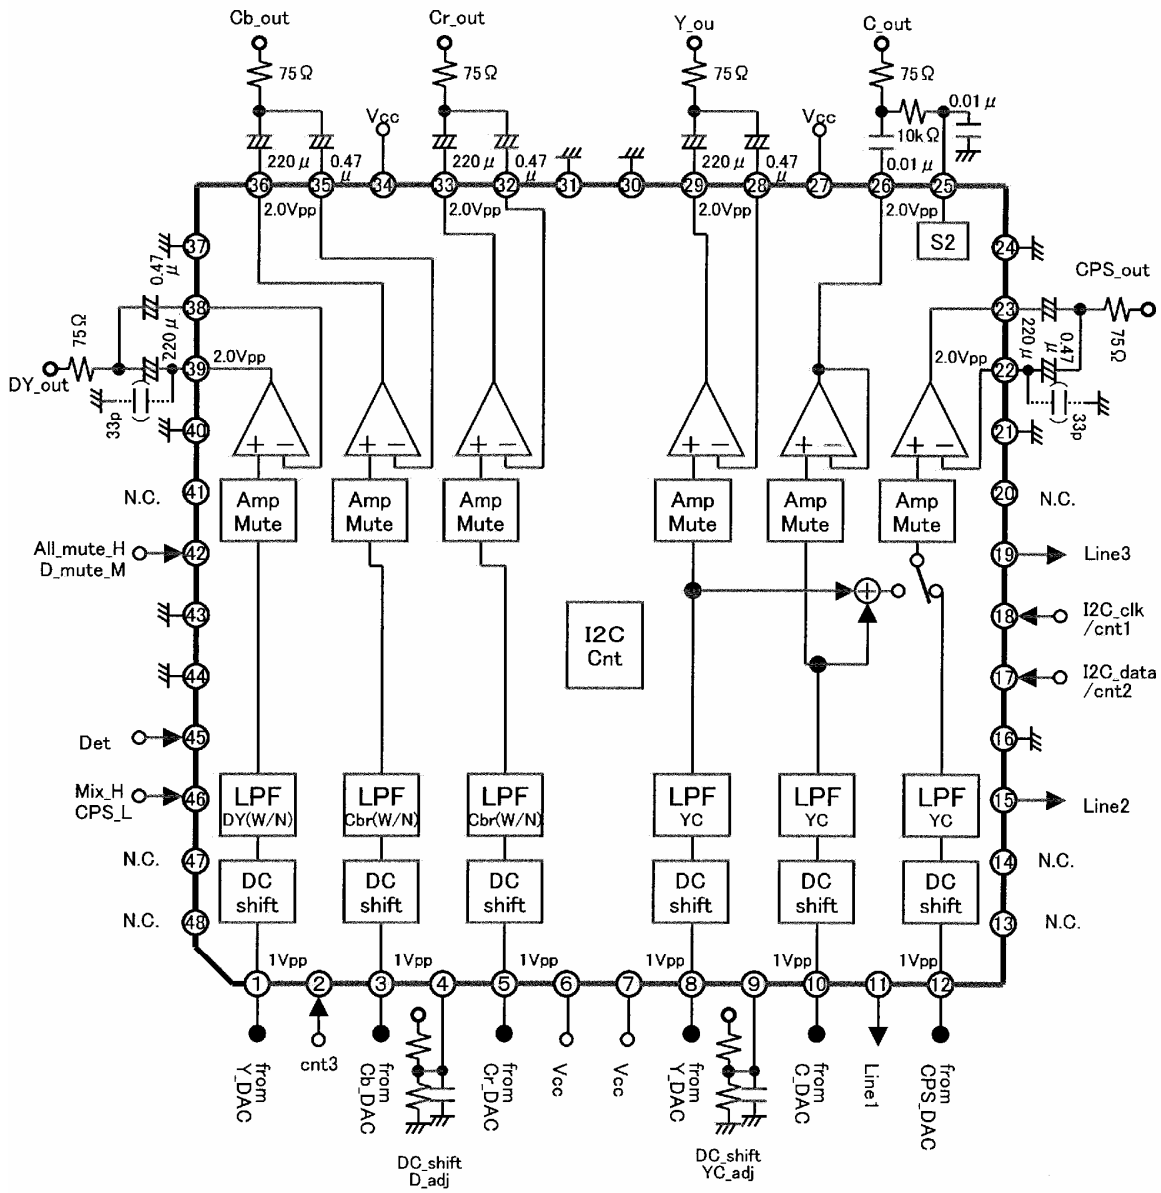 Cb_out
Cr_out
Y_ou
C_out
75Ω
75Ω
75Ω
75Ω
0.01μ
Vcc
Vcc
10kΩ
220μ
0.47μ
220μ
0.47μ
220μ
0.47μ
0.01μ
36
35
34
33
32
31
30
29
28
27
26
25
2.0Vpp
2.0Vpp
2.0Vpp
2.0Vpp
S2
37
24
0.47μ
CPS_out
38
23
75Ω
220μ
220μ
0.47μ
75Ω
39
2.0Vpp
2.0Vpp
22
DY_out
33p
33p
40
21
+ −
+ −
+ −
+ −
+ −
+ −
N.C.
41
Amp Mute
Amp Mute
Amp Mute
Amp Mute
Amp Mute
Amp Mute
20
N.C.
All_mute_H
D_mute_M
42
19
Line3
+
43
I2C
Cnt
18
I2C_clk
/cnt1
44
17
I2C_data
/cnt2
Det
45
16
Mix_H
CPS_L
46
LPF
DY(W/N)
LPF
Cbr(W/N)
LPF
Cbr(W/N)
LPF
YC
LPF
YC
LPF
YC
15
Line2
N.C.
47
14
N.C.
DC
shift
DC
shift
DC
shift
DC
shift
DC
shift
DC
shift
N.C.
48
13
N.C.
1Vpp
1Vpp
1Vpp
1Vpp
1Vpp
1Vpp
1
2
3
4
5
6
7
8
9
10
11
12
from
Y_DAC
cnt3
from
Cb_DAC
from
Cr_DAC
Vcc
Vcc
from
Y_DAC
from
C_DAC
Line1
from
CPS_DAC
DC_shift
D_adj
DC_shift
YC_adj